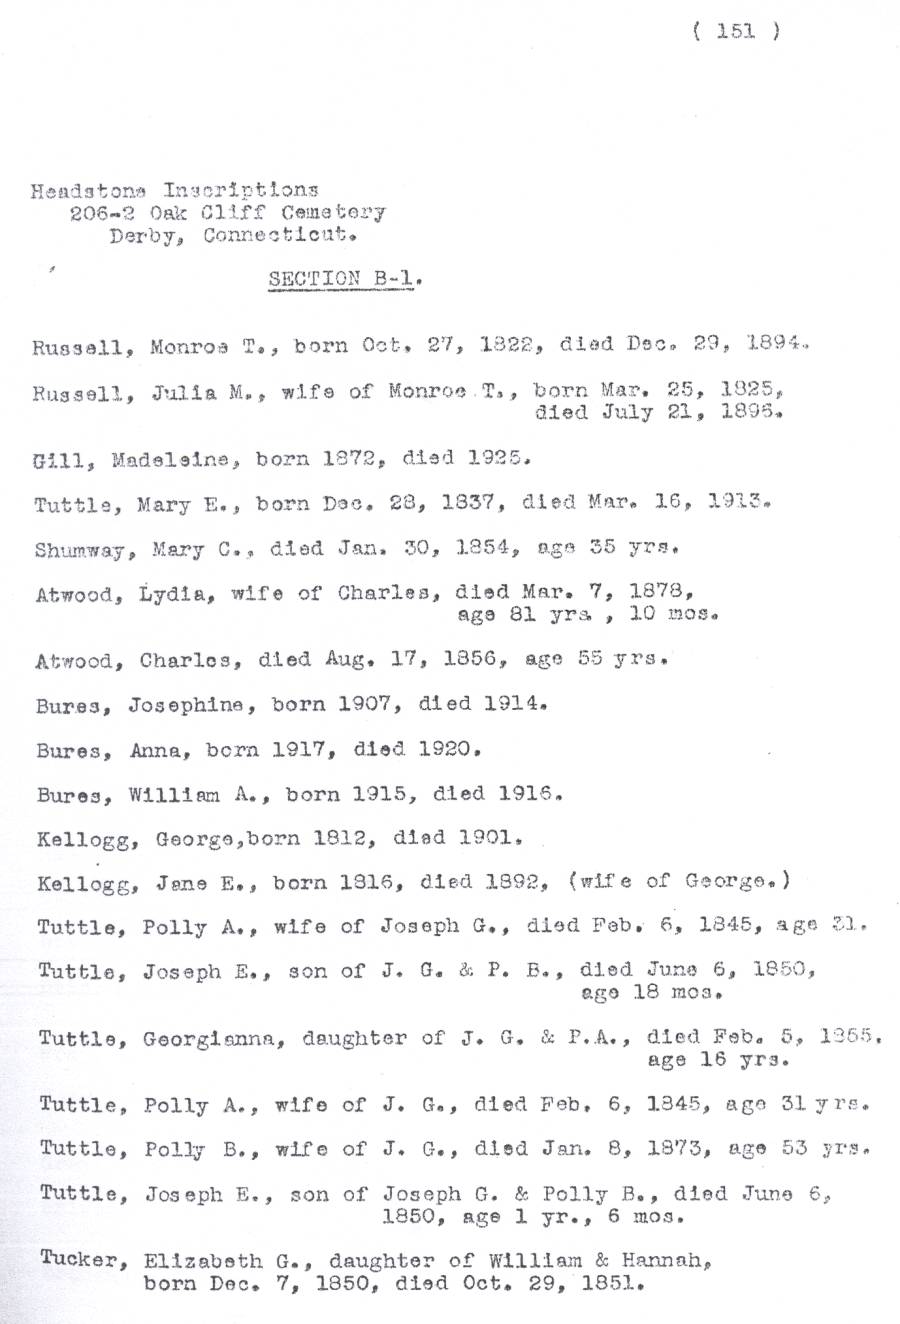 ( 151 )
Headstone Inscriptions
206-2 Oak Cliff Cemetery
Derby, Connecticut.
SECTION B-1.
Russell, Monroe T., born Oct. 27, 1822, died Dec. 29, 1894.
Russell, Julia M., wife of Monroe T., born Mar. 25, 1825,
died July 21, 1896.
Gill, Madeleine, born 1872, died 1925.
Tuttle, Mary E., born Dec. 28, 1837, died Mar. 16, 1913.
Shumway, Mary C., died Jan. 30, 1854, age 35 yrs.
Atwood, Lydia, wife of Charles, died Mar. 7, 1878,
age 81 yrs , 10 mos.
Atwood, Charles, died Aug. 17, 1856, age 55 yrs.
Bures, Josephine, born 1907, died 1914.
Bures, Anna, born 1917, died 1920.
Bures, William A., born 1915, died 1916.
Kellogg, George,born 1812, died 1901.
Kellogg, Jane E., born 1816, died 1892, (wife of George.)
Tuttle, Polly A., wife of Joseph G., died Feb. 6, 1845, age 31.
Tuttle, Joseph E., son of J. G. & P. B., died June 6, 1850,
age 18 mos.
Tuttle, Georgianna, daughter of J. G. & P.A., died Feb. 5,
age 16 yrs.
Tuttle, Polly A., wife of J. G., died Feb. 6, 1845, age 31 yrs.
Tuttle, Polly B., wife of J. G., died Jan. 8, 1873, age 53 yrs.
Tuttle, Joseph E., son of Joseph G. & Polly B., died June 6,
1850, age 1 yr., 6 mos.
Tucker, Elizabeth G., daughter of William & Hannah,
born Dec. 7, 1850, died Oct. 29, 1851.